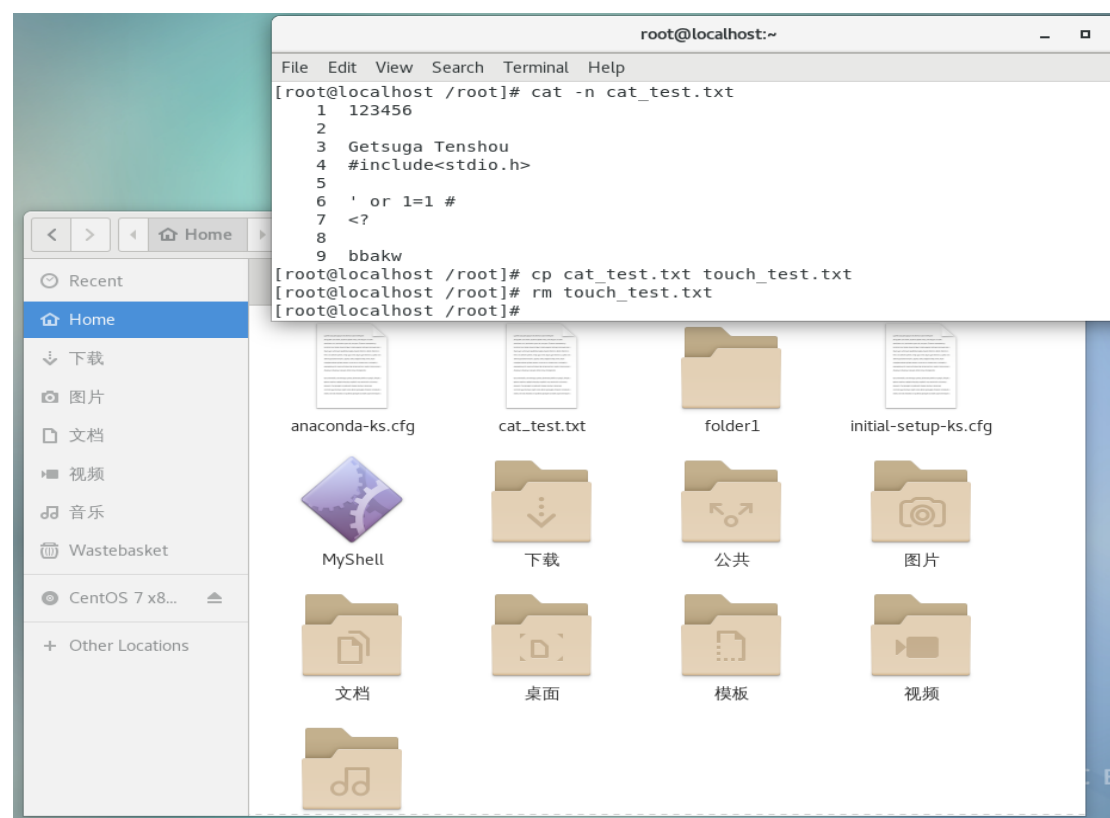 root@localhost:~
File Edit View Search Terminal Help
[root@localhost /root]# cat -n cat_test.txt
1 123456
2
3 Getsuga Tenshou
4 #include<stdio.h>
5
6 ' or 1=1 #
7 <?
8
9 bbakw
[root@localhost /root]# cp cat_test.txt touch_test.txt
[root@localhost /root]# rm touch_test.txt
[root@localhost /root]#
Home
Recent
Home
下载
图片
文档
视频
音乐
Wastebasket
CentOS 7 x8...
Other Locations
anaconda-ks.cfg cat_test.txt folder1 initial-setup-ks.cfg
MyShell 下载 公共 图片
文档 桌面 模板 视频